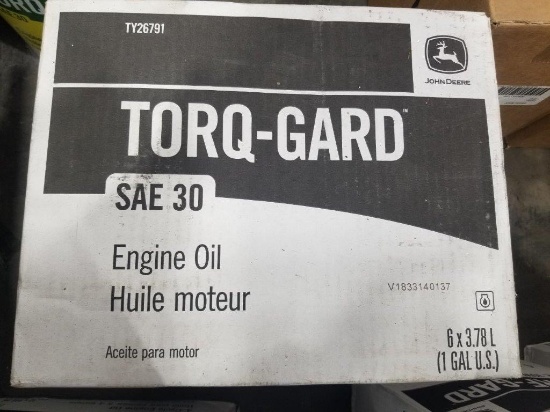 TY26791
JOHN DEERE
TORQ-GARD™
SAE 30
Engine Oil
Huile moteur
V1833140137
Aceite para motor
6 x 3.78 L
(1 GAL U.S.)